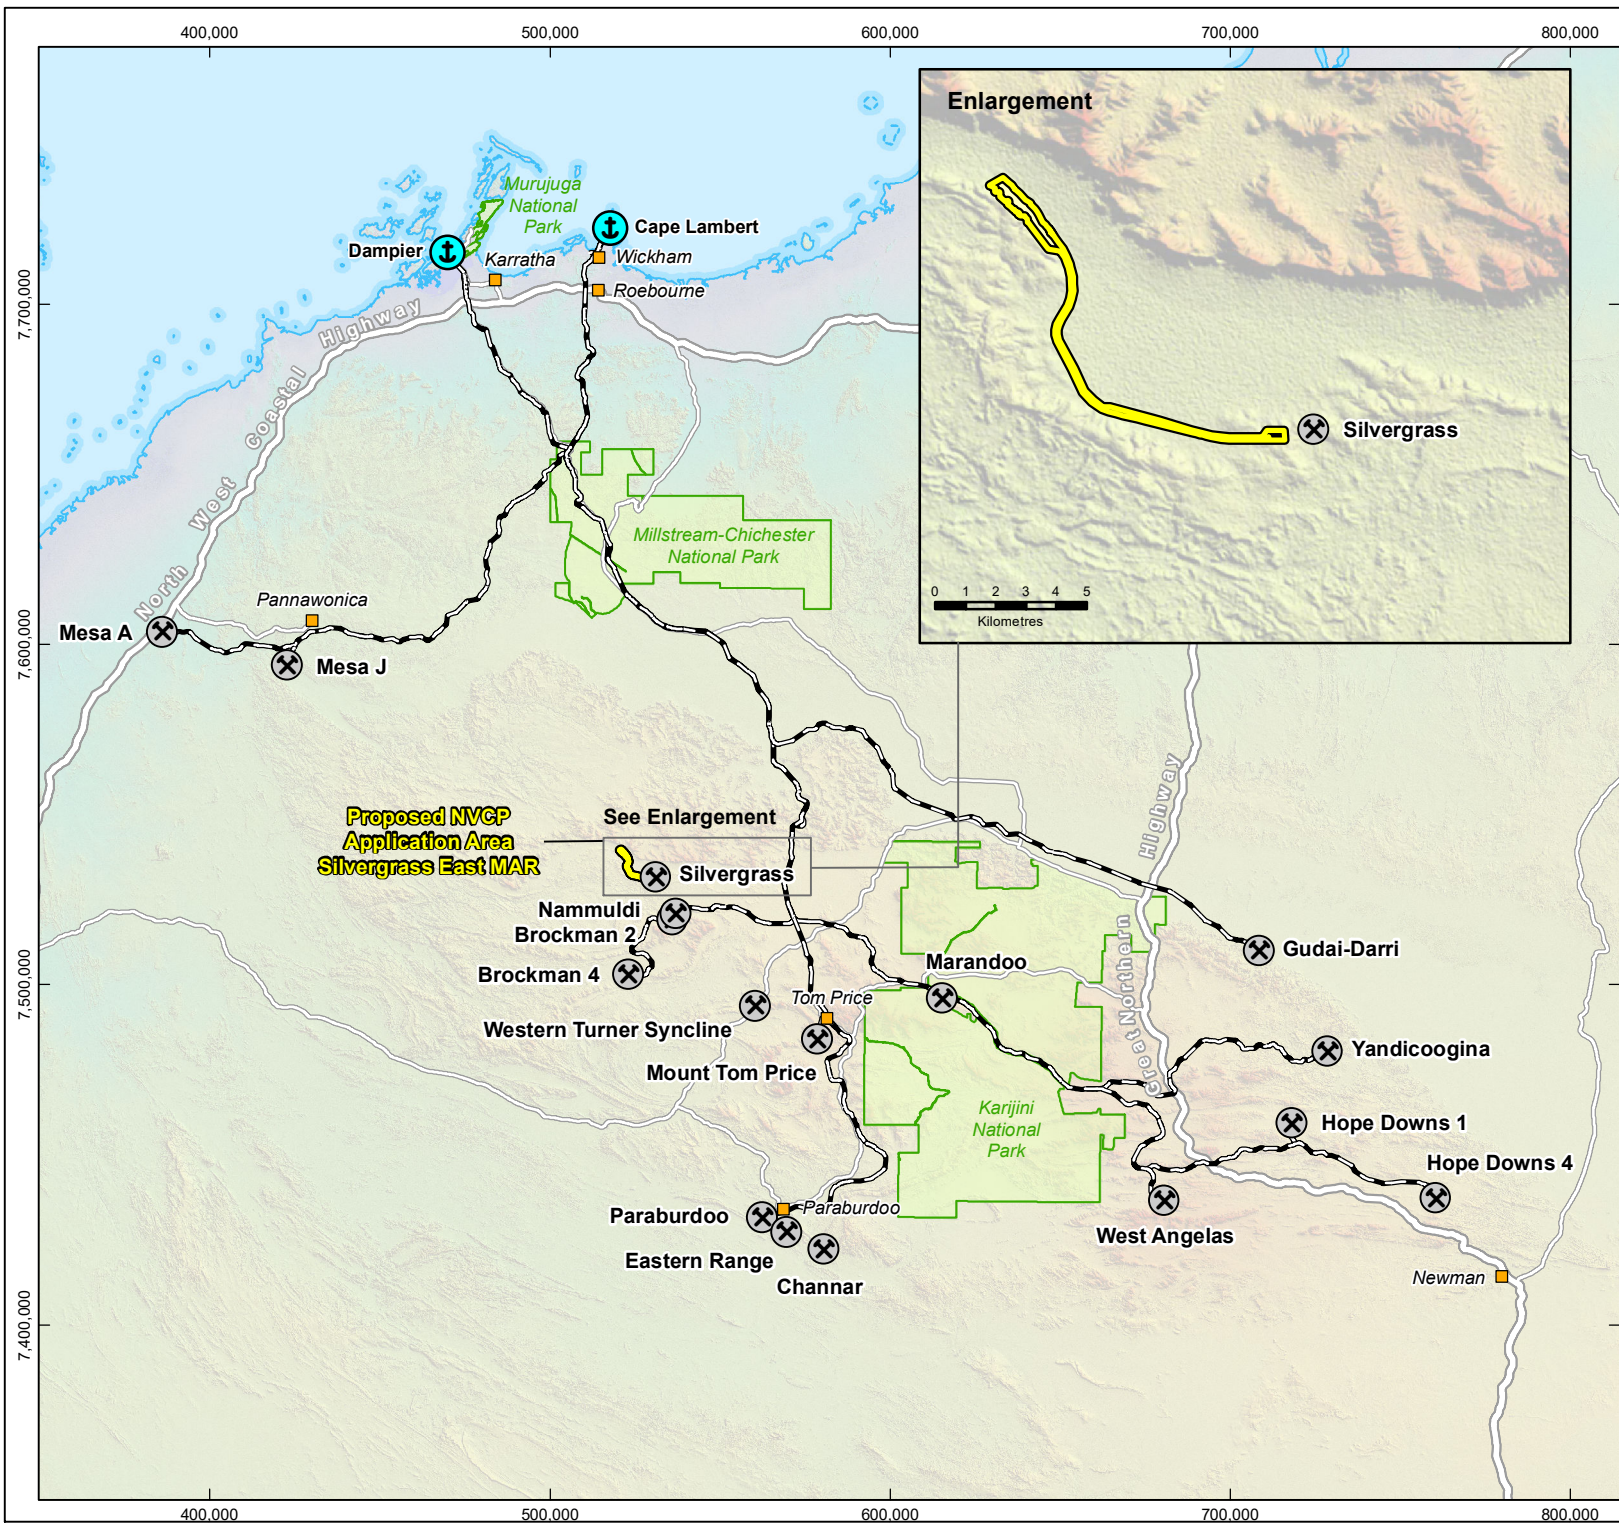 400,000
500,000
600,000
700,000
800,000
Enlargement
Murujuga
National
Park
Dampier
Cape Lambert
Karratha
Wickham
Roebourne
7,700,000
North West Coastal Highway
Silvergrass
0 1 2 3 4 5
Kilometres
Millstream-Chichester
National Park
Pannawonica
Mesa A
Mesa J
7,600,000
Great Northern Highway
Proposed NVCP
Application Area
Silvergrass East MAR
See Enlargement
Silvergrass
Nammuldi
Brockman 2
Brockman 4
Gudai-Darri
Marandoo
7,500,000
Tom Price
Western Turner Syncline
Mount Tom Price
Yandicoogina
Karijini
National
Park
Hope Downs 1
Hope Downs 4
Paraburdoo
Paraburdoo
Eastern Range
Channar
West Angelas
Newman
7,400,000
400,000
500,000
600,000
700,000
800,000